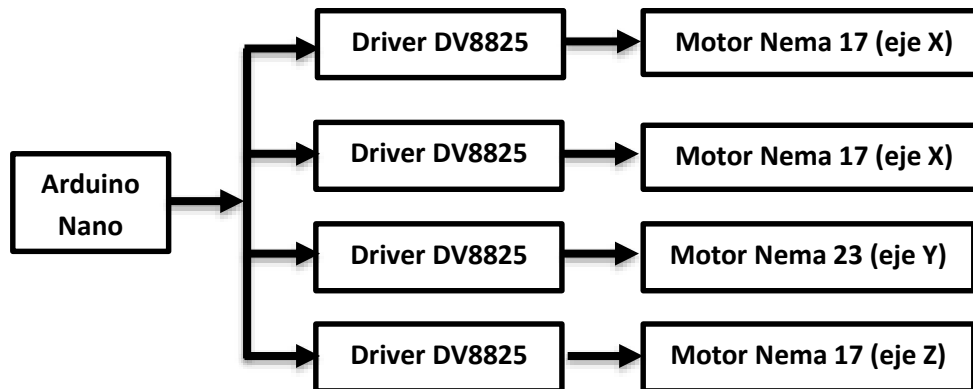 Driver DV8825
Motor Nema 17 (eje X)
Driver DV8825
Motor Nema 17 (eje X)
Arduino
Nano
Driver DV8825
Motor Nema 23 (eje Y)
Driver DV8825
Motor Nema 17 (eje Z)